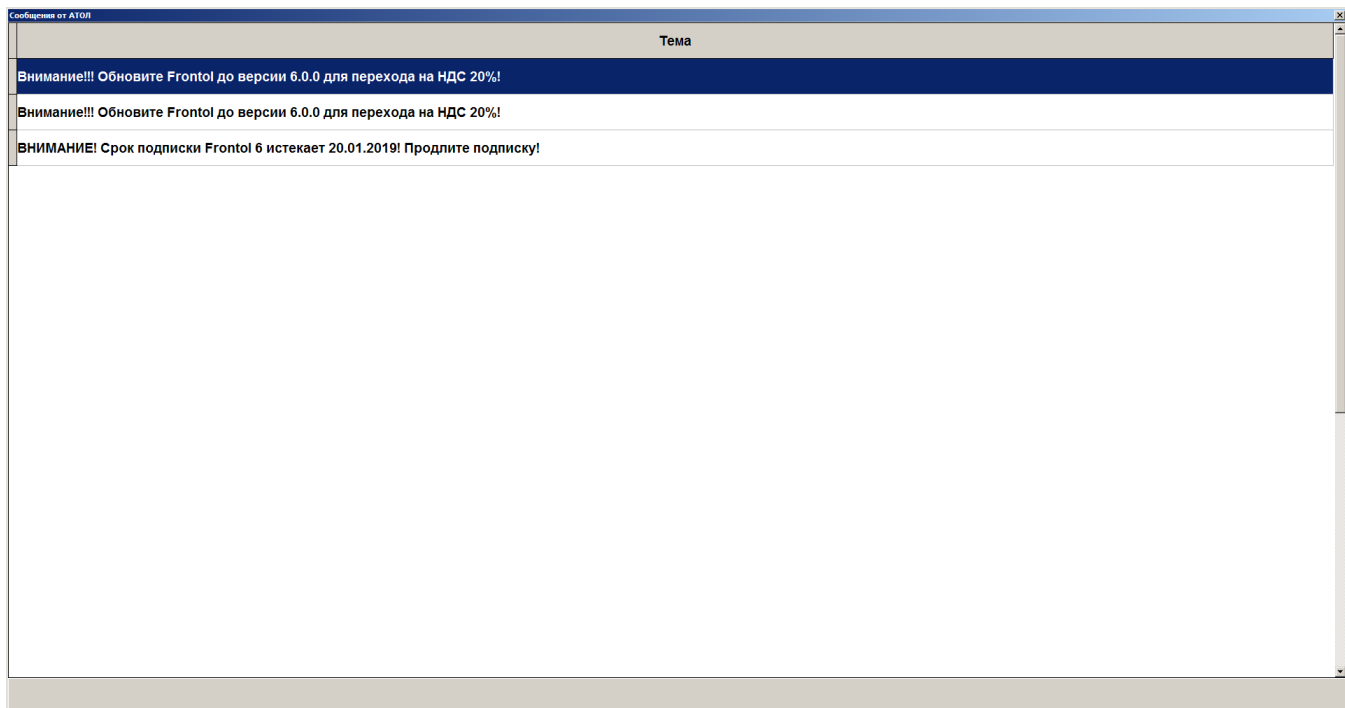 Сообщения от АТОЛ
Тема
Внимание!!! Обновите Frontol до версии 6.0.0 для перехода на НДС 20%!
Внимание!!! Обновите Frontol до версии 6.0.0 для перехода на НДС 20%!
ВНИМАНИЕ! Срок подписки Frontol 6 истекает 20.01.2019! Продлите подписку!